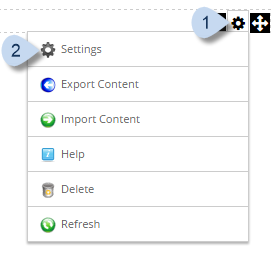 1
2
Settings
Export Content
Import Content
Help
Delete
Refresh